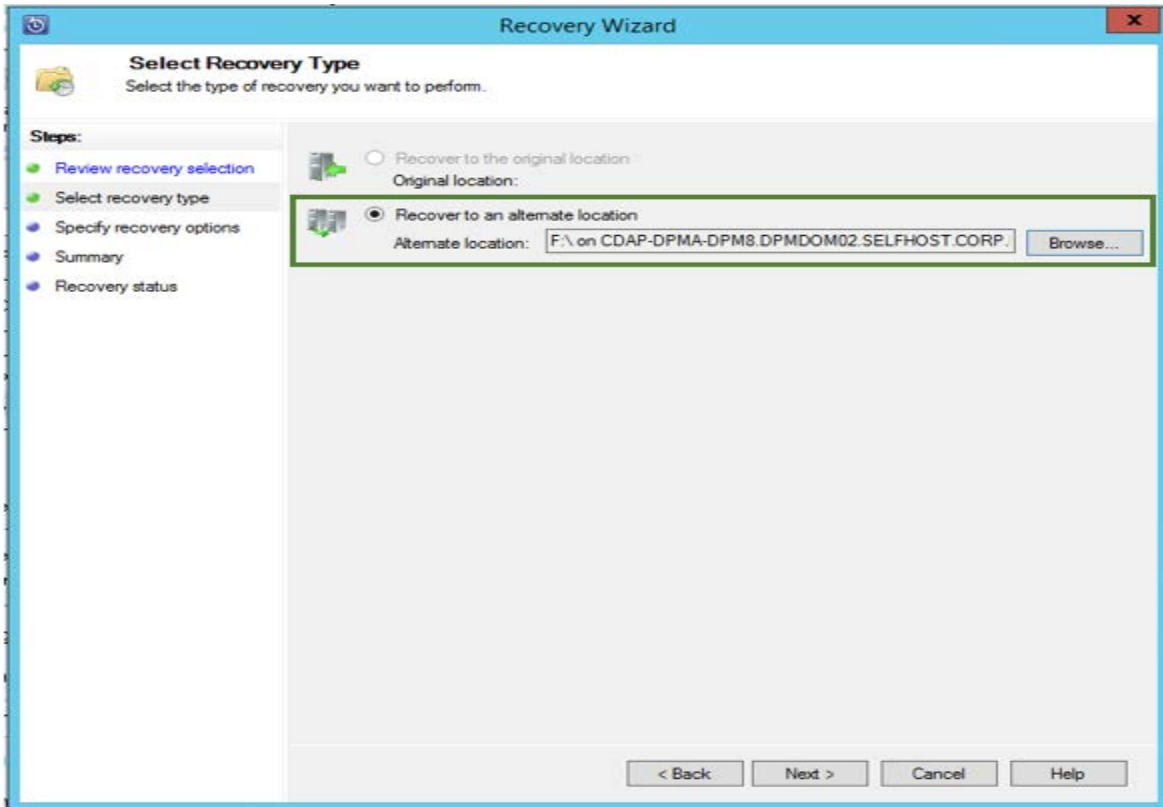 Recovery Wizard
x
Select Recovery Type
Select the type of recovery you want to perform.
Steps:
Review recovery selection
Select recovery type
Specify recovery options
Summary
Recovery status
Recover to the original location
Original location:
Recover to an alternate location
Alternate location: F:\ on CDAP-DPMA-DPM8.DPMDOM02.SELFHOST.CORP. Browse...
< Back Next > Cancel Help